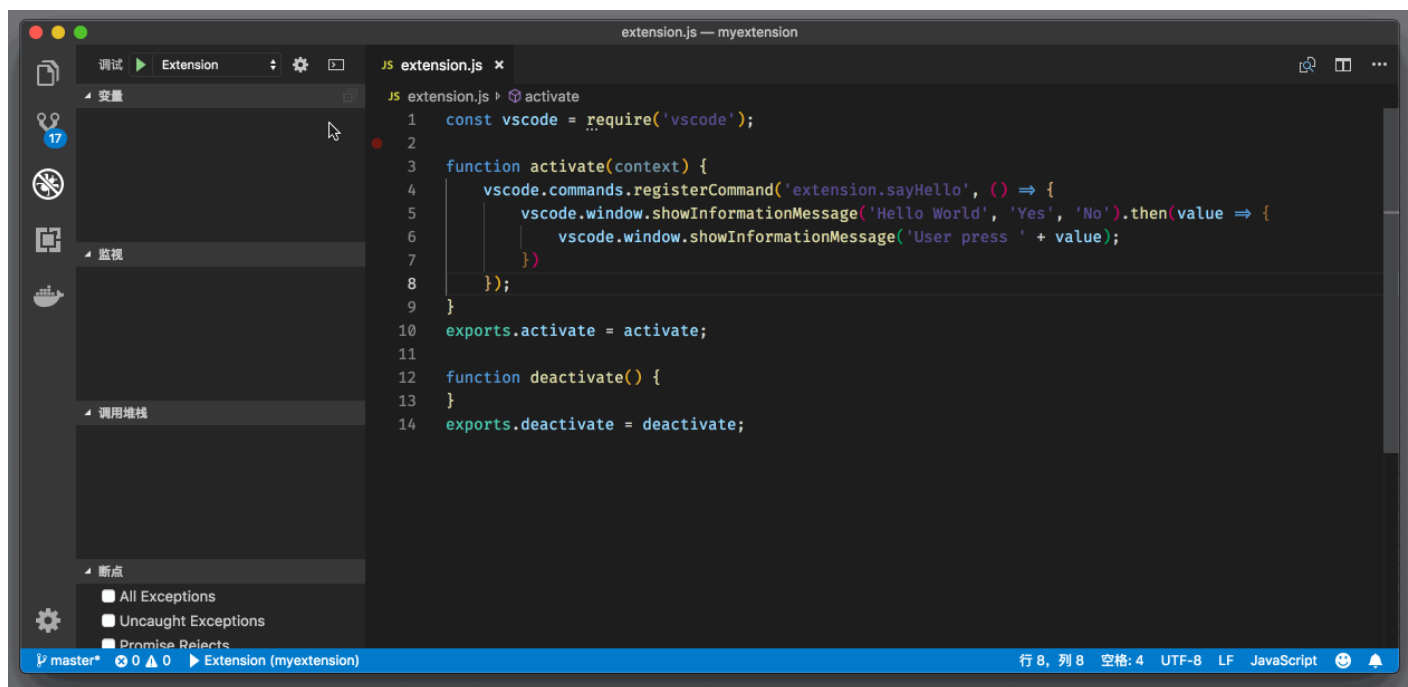 extension.js — myextension
调试 Extension
JS extension.js ×
变量
JS extension.js activate
17
监视
调用堆栈
断点
All Exceptions
Uncaught Exceptions
Promise Rejects
1 const vscode = require('vscode');
2
3 function activate(context) {
4 vscode.commands.registerCommand('extension.sayHello', () ⇒ {
5 vscode.window.showInformationMessage('Hello World', 'Yes', 'No').then(value ⇒ {
6 vscode.window.showInformationMessage('User press ' + value);
7 })
8 });
9 }
10 exports.activate = activate;
11
12 function deactivate() {
13 }
14 exports.deactivate = deactivate;
master* 0 0 Extension (myextension)
行 8，列 8 空格: 4 UTF-8 LF JavaScript